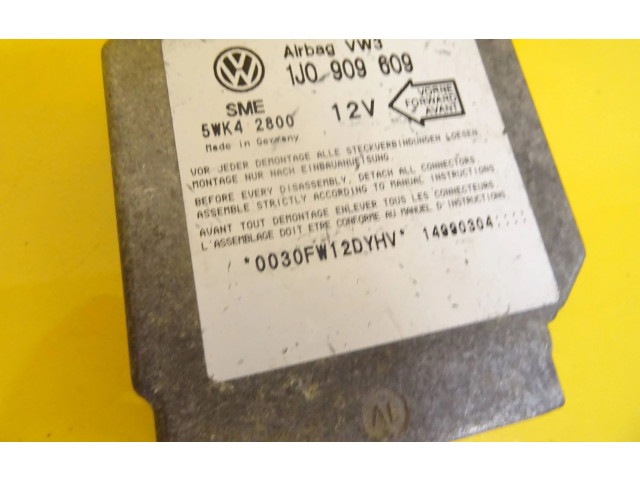 Airbag VW3
1J0 909 609
SME
5WK4 2800
12V
VORNE
FORWARD
AVANT
Made in Germany
VOR JEDER DEMONTAGE ALLE STECKVERBINDUNGEN LOESEN.
MONTAGE NUR NACH EINBAUANLEITUNG.
BEFORE EVERY DISASSEMBLY, DETACH ALL CONNECTORS
ASSEMBLE STRICTLY ACCORDING TO MANUAL INSTRUCTIONS
AVANT TOUT DEMONTAGE ENLEVER TOUS LES CONNECTEURS.
L'ASSEMBLAGE DOIT ETRE CONFORME AU MANUEL D'INSTRUCTIONS
*0030FW12DYHV* 14990304